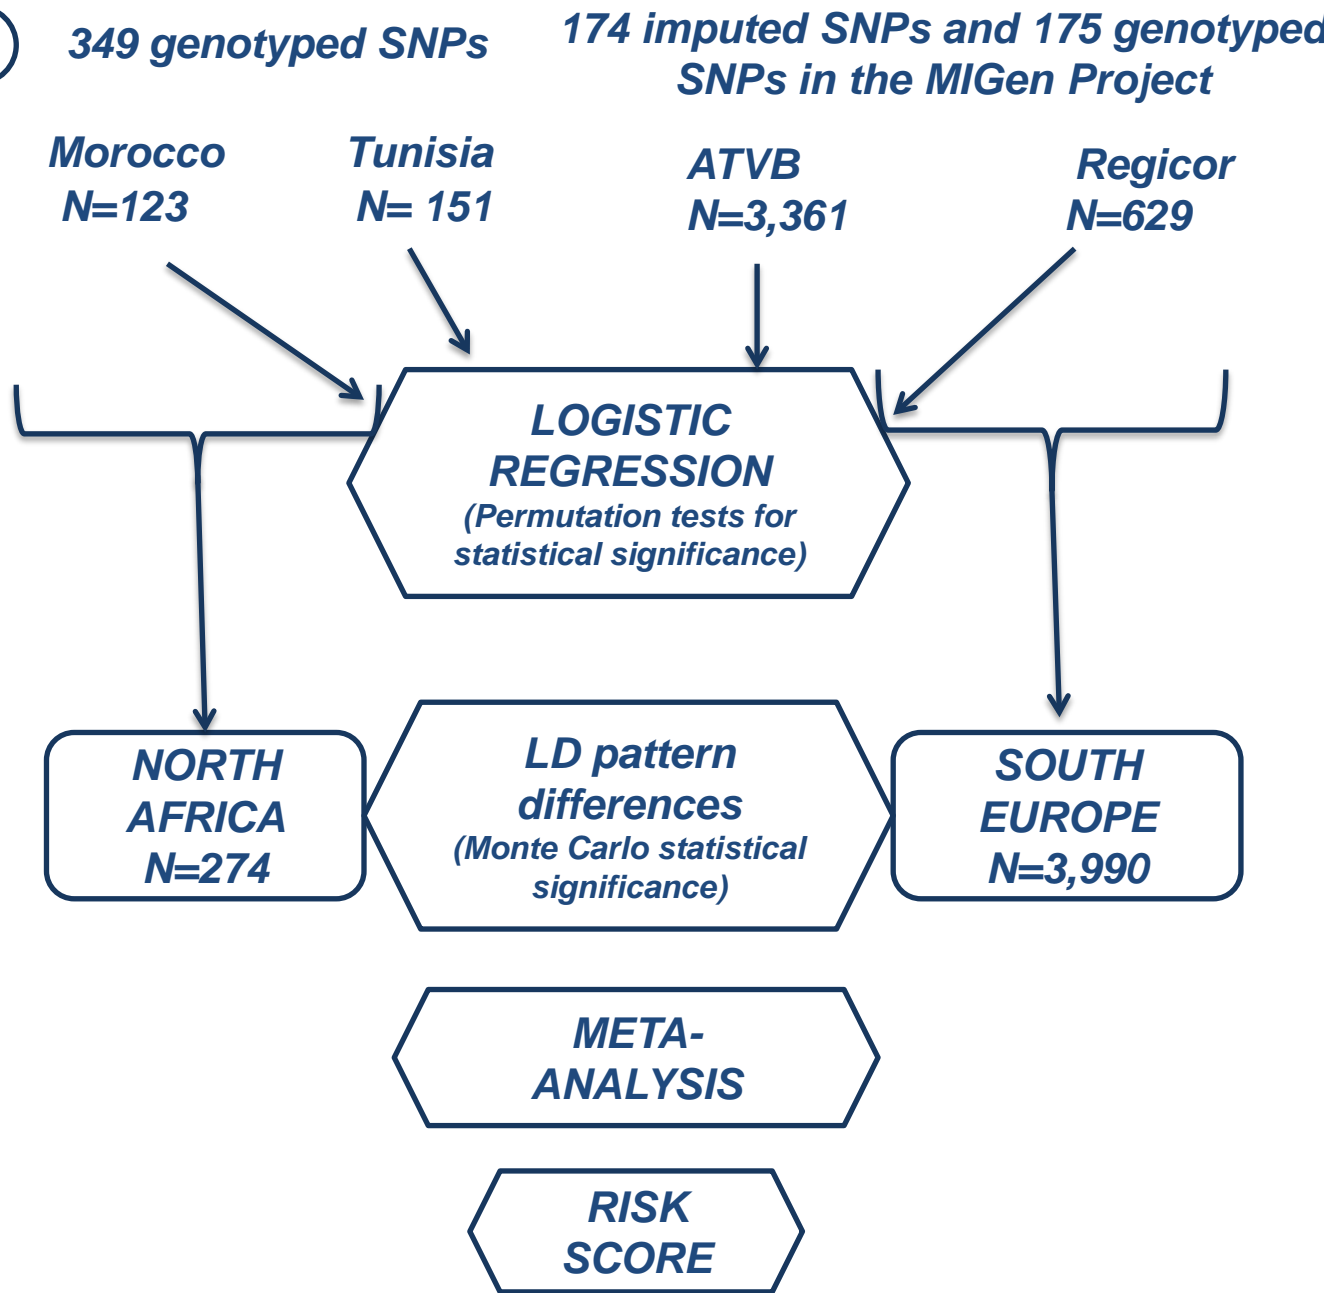 349 genotyped SNPs
174 imputed SNPs and 175 genotyped
SNPs in the MIGen Project
Morocco
N=123
Tunisia
N= 151
ATVB
N=3,361
Regicor
N=629
LOGISTIC
REGRESSION
(Permutation tests for
statistical significance)
NORTH
AFRICA
N=274
LD pattern
differences
(Monte Carlo statistical
significance)
SOUTH
EUROPE
N=3,990
META-
ANALYSIS
RISK
SCORE